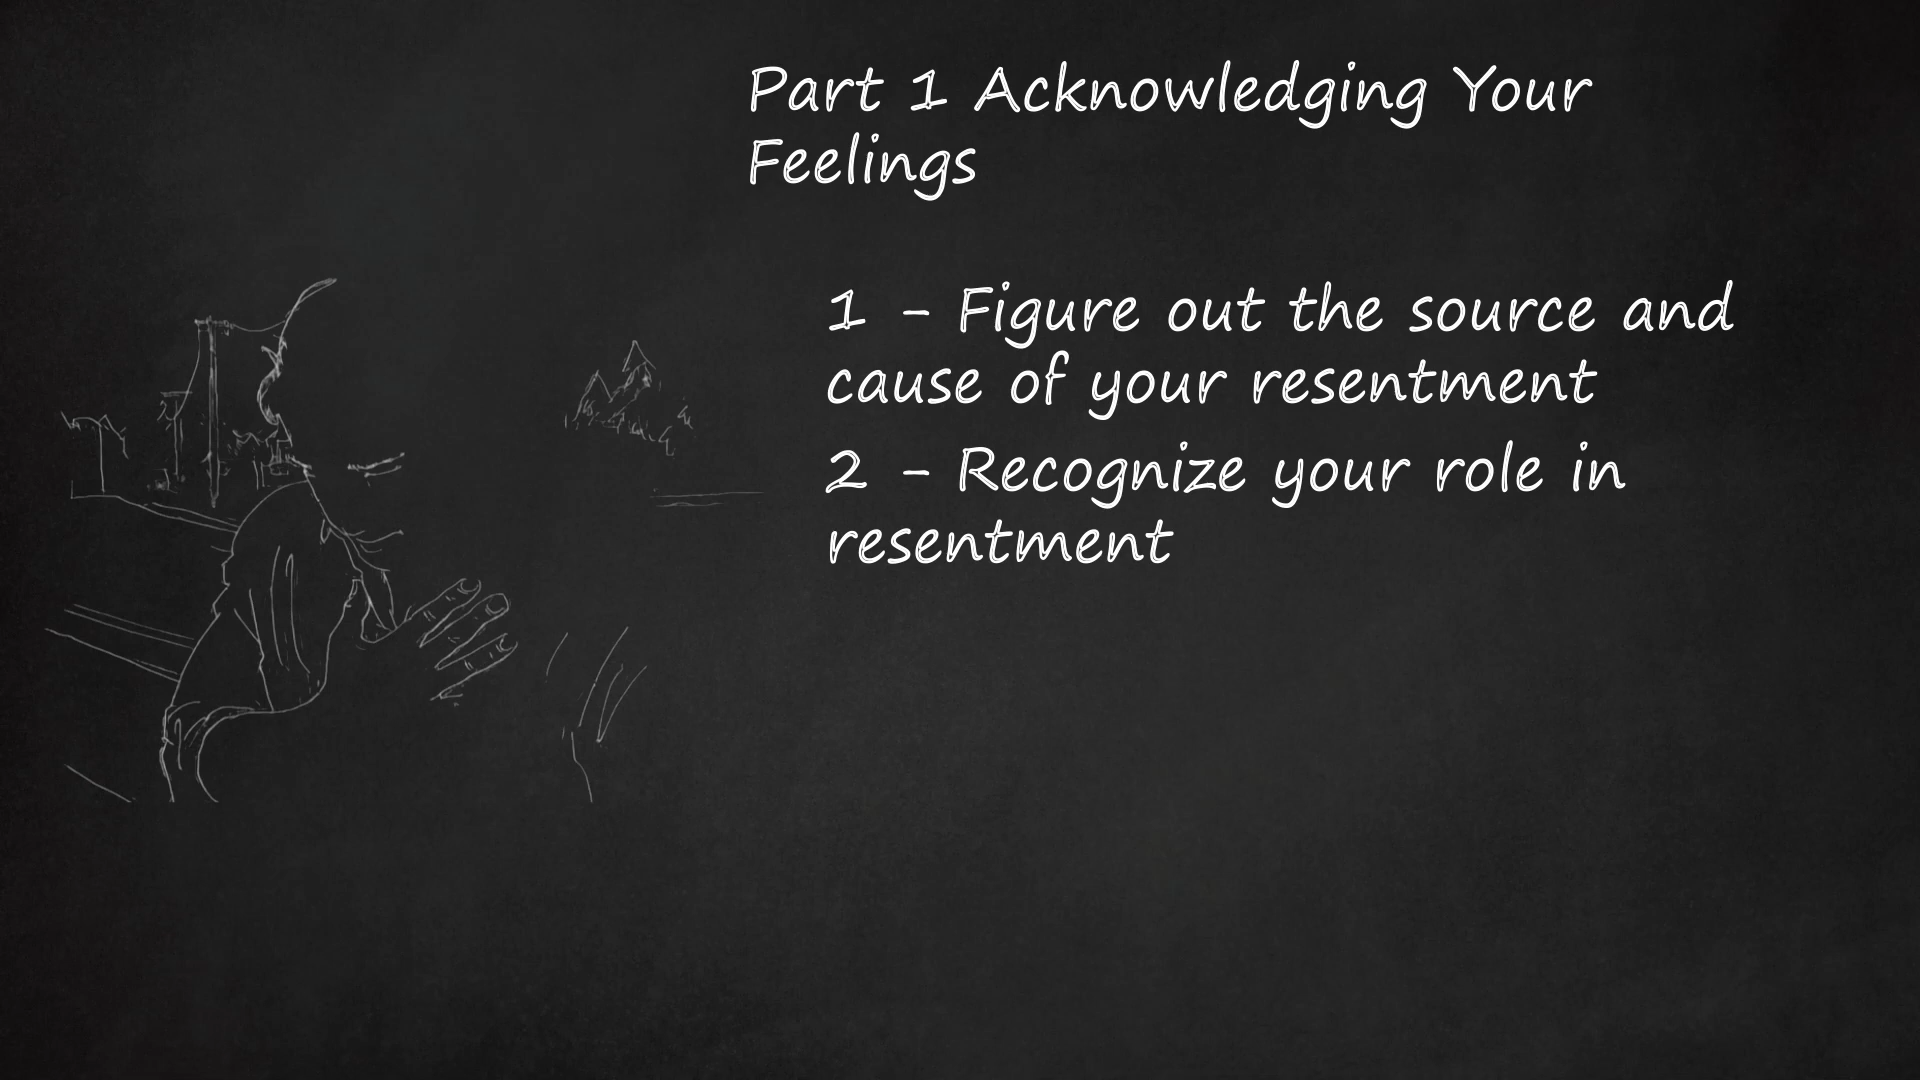 Part 1 Acknowledging Your
Feelings
1 - Figure out the source and
cause of your resentment
2 - Recognize your role in
resentment